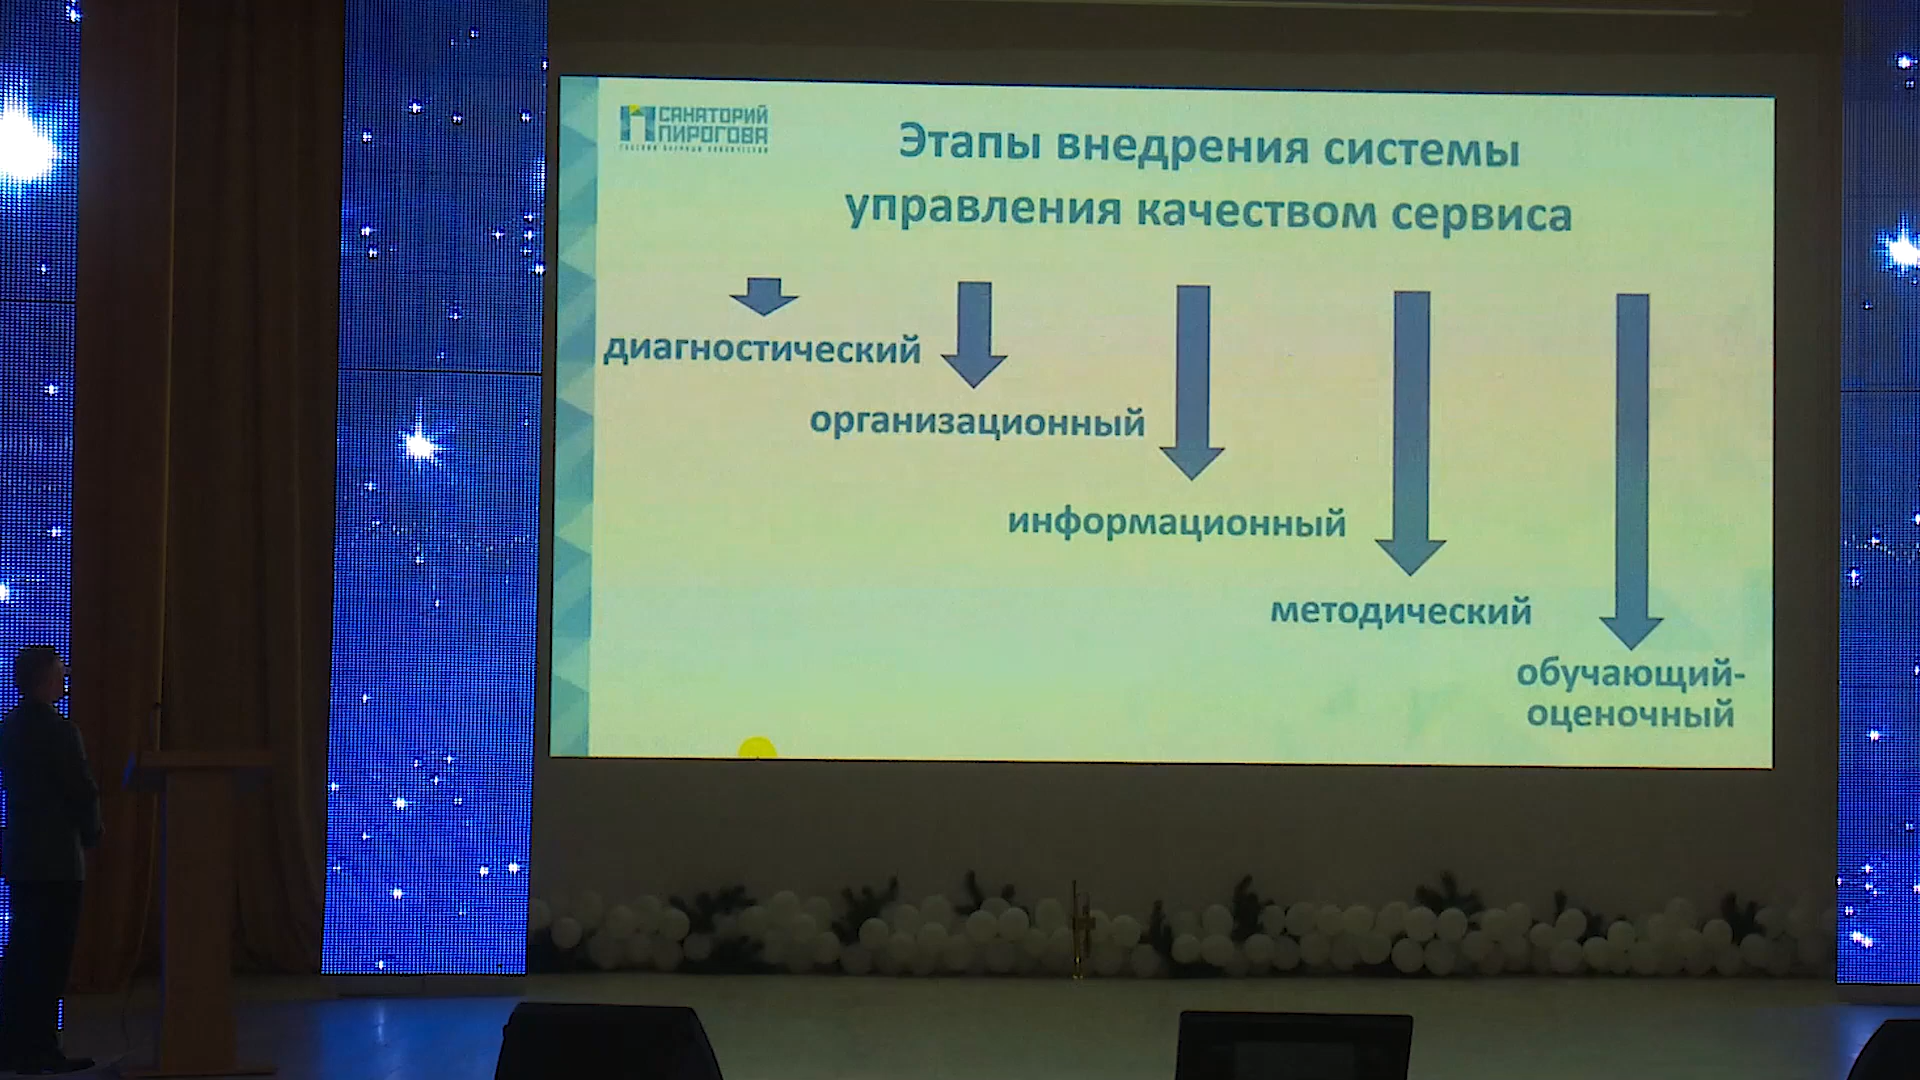 САНАТОРИЙ
ПИРОГОВА
Этапы внедрения системы
управления качеством сервиса
диагностический
организационный
информационный
методический
обучающий-
оценочный